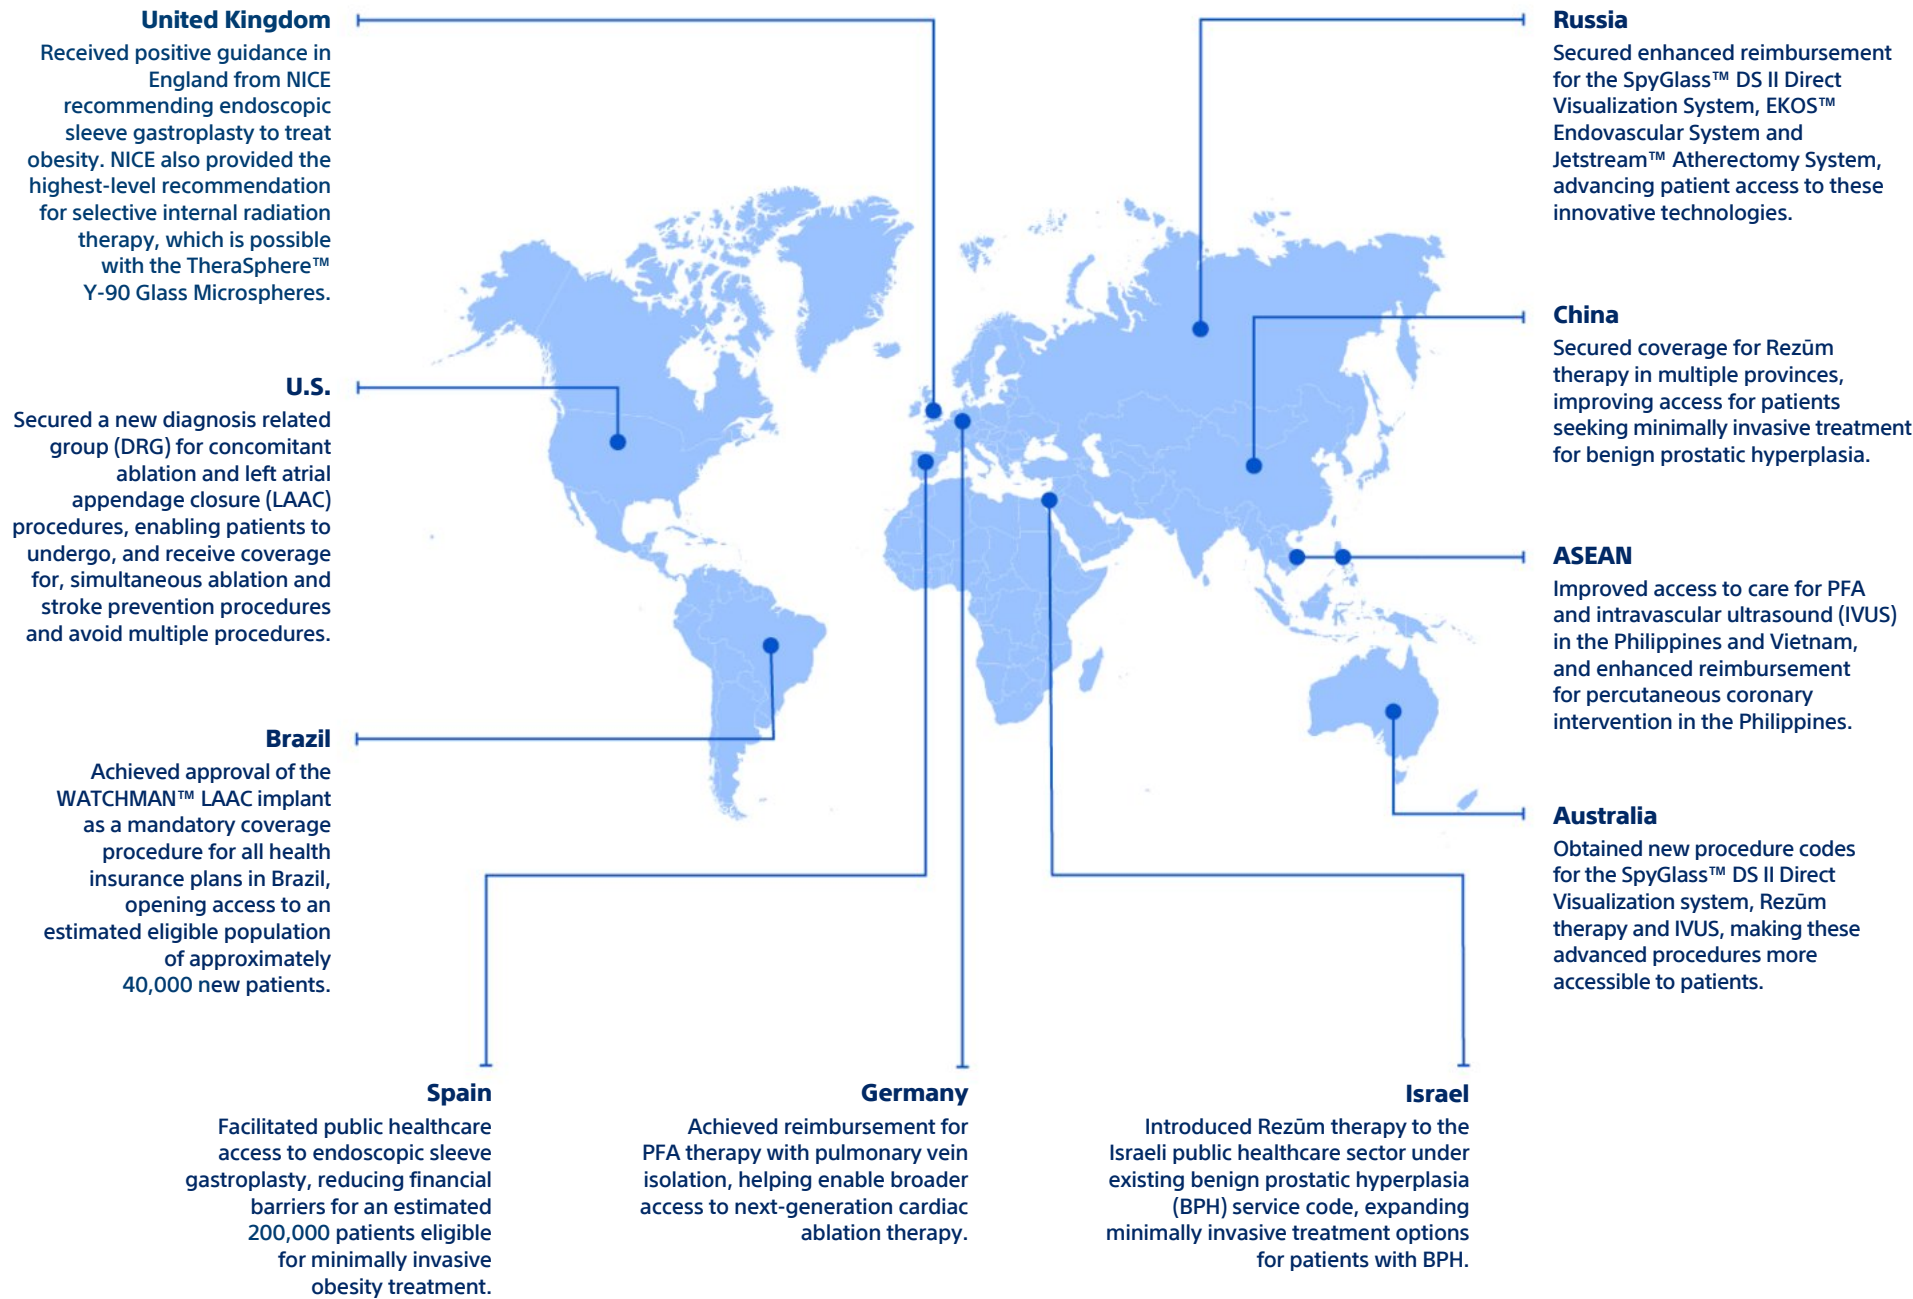 United Kingdom
Received positive guidance in
England from NICE
recommending endoscopic
sleeve gastroplasty to treat
obesity. NICE also provided the
highest-level recommendation
for selective internal radiation
therapy, which is possible
with the TheraSphere™
Y-90 Glass Microspheres.
U.S.
Secured a new diagnosis related
group (DRG) for concomitant
ablation and left atrial
appendage closure (LAAC)
procedures, enabling patients to
undergo, and receive coverage
for, simultaneous ablation and
stroke prevention procedures
and avoid multiple procedures.
Brazil
Achieved approval of the
WATCHMAN™ LAAC implant
as a mandatory coverage
procedure for all health
insurance plans in Brazil,
opening access to an
estimated eligible population
of approximately
40,000 new patients.
Spain
Facilitated public healthcare
access to endoscopic sleeve
gastroplasty, reducing financial
barriers for an estimated
200,000 patients eligible
for minimally invasive
obesity treatment.
Germany
Achieved reimbursement for
PFA therapy with pulmonary vein
isolation, helping enable broader
access to next-generation cardiac
ablation therapy.
Israel
Introduced Rezūm therapy to the
Israeli public healthcare sector under
existing benign prostatic hyperplasia
(BPH) service code, expanding
minimally invasive treatment options
for patients with BPH.
Russia
Secured enhanced reimbursement
for the SpyGlass™ DS II Direct
Visualization System, EKOS™
Endovascular System and
Jetstream™ Atherectomy System,
advancing patient access to these
innovative technologies.
China
Secured coverage for Rezūm
therapy in multiple provinces,
improving access for patients
seeking minimally invasive treatment
for benign prostatic hyperplasia.
ASEAN
Improved access to care for PFA
and intravascular ultrasound (IVUS)
in the Philippines and Vietnam,
and enhanced reimbursement
for percutaneous coronary
intervention in the Philippines.
Australia
Obtained new procedure codes
for the SpyGlass™ DS II Direct
Visualization system, Rezūm
therapy and IVUS, making these
advanced procedures more
accessible to patients.